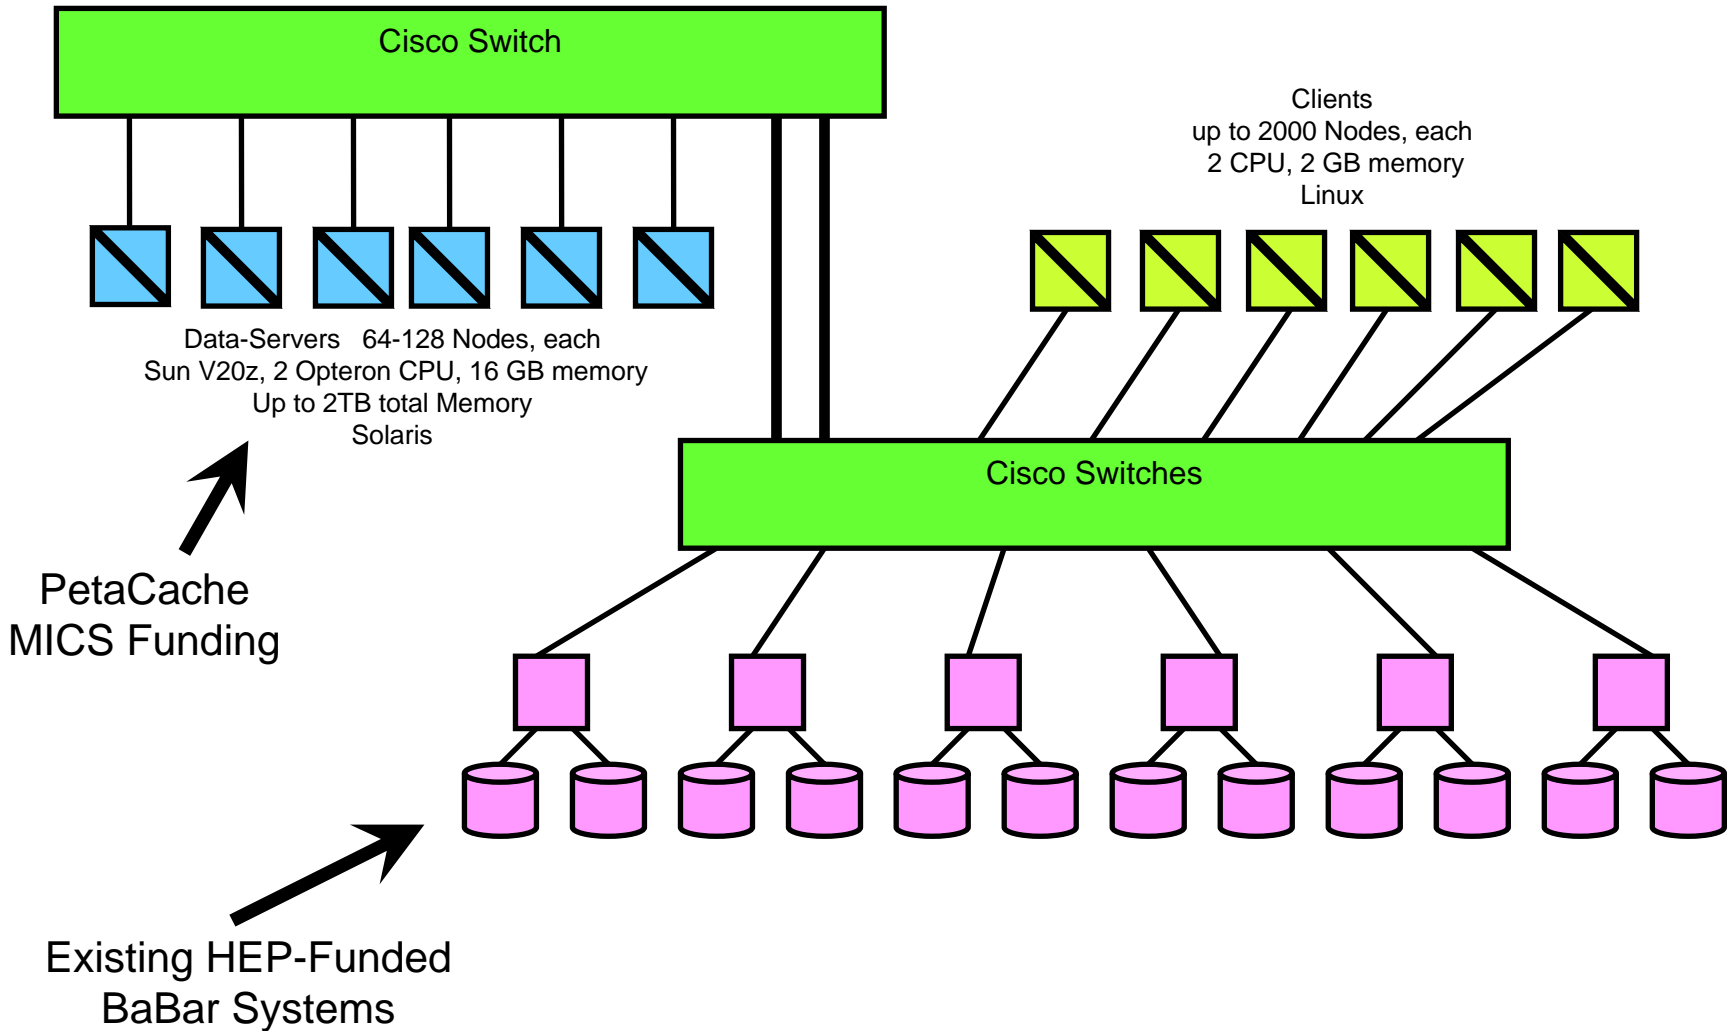 Cisco Switch
Clients
up to 2000 Nodes, each
2 CPU, 2 GB memory
Linux
Data-Servers 64-128 Nodes, each
Sun V20z, 2 Opteron CPU, 16 GB memory
Up to 2TB total Memory
Solaris
Cisco Switches
PetaCache
MICS Funding
Existing HEP-Funded
BaBar Systems